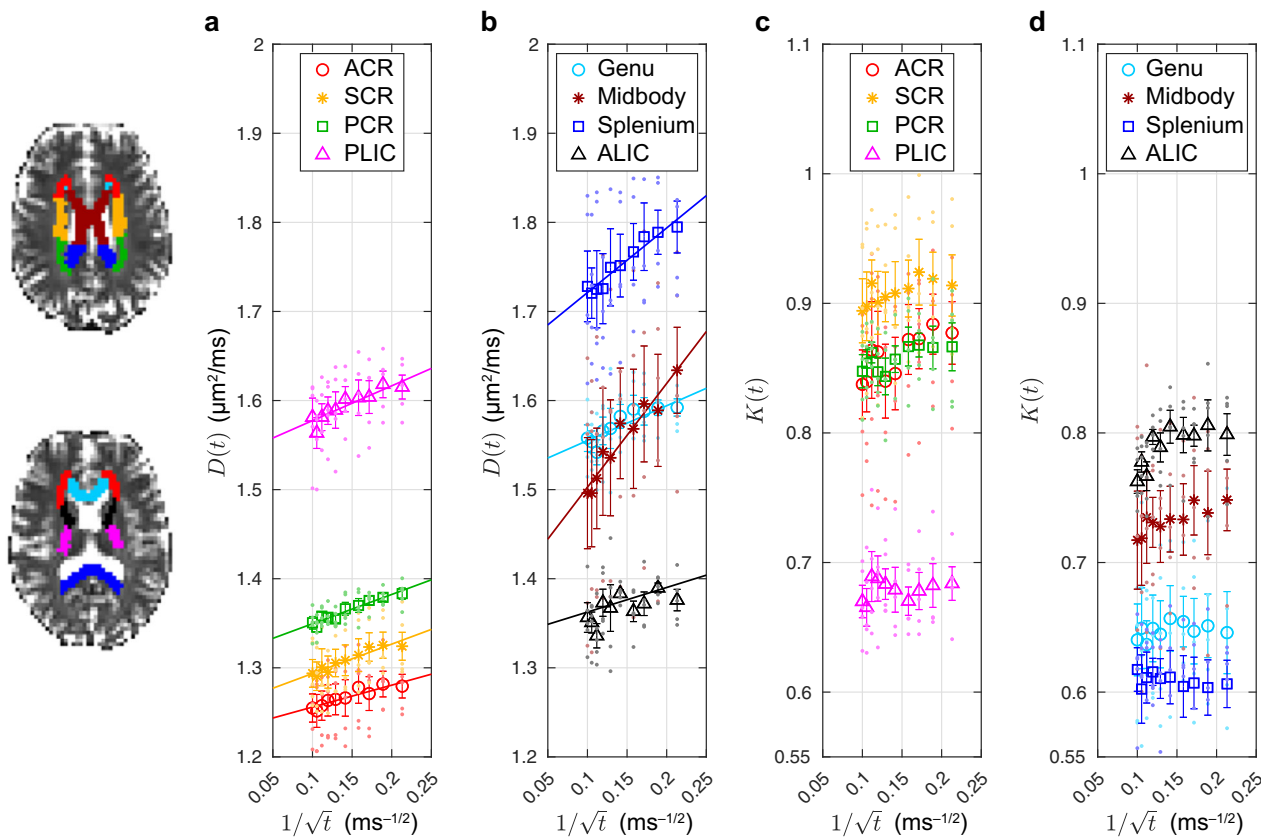 a b c d
2 2 1.1 1.1
ACR Genu ACR Genu
SCR Midbody SCR Midbody
PCR Splenium PCR Splenium
PLIC ALIC PLIC ALIC
1.9 1.9 1 1
1.8 1.8 0.9 0.9
1.7 1.7 0.8 0.8
1.6 1.6 0.7 0.7
1.5 1.5 0.6 0.6
1.4 1.4 0.55 0.55
1.3 1.3
1.2 1.2
D(t) (μm²/ms) D(t) (μm²/ms) K(t) K(t)
0.05 0.1 0.15 0.2 0.25 0.05 0.1 0.15 0.2 0.25 0.05 0.1 0.15 0.2 0.25 0.05 0.1 0.15 0.2 0.25
1/√t (ms⁻¹/²) 1/√t (ms⁻¹/²) 1/√t (ms⁻¹/²) 1/√t (ms⁻¹/²)